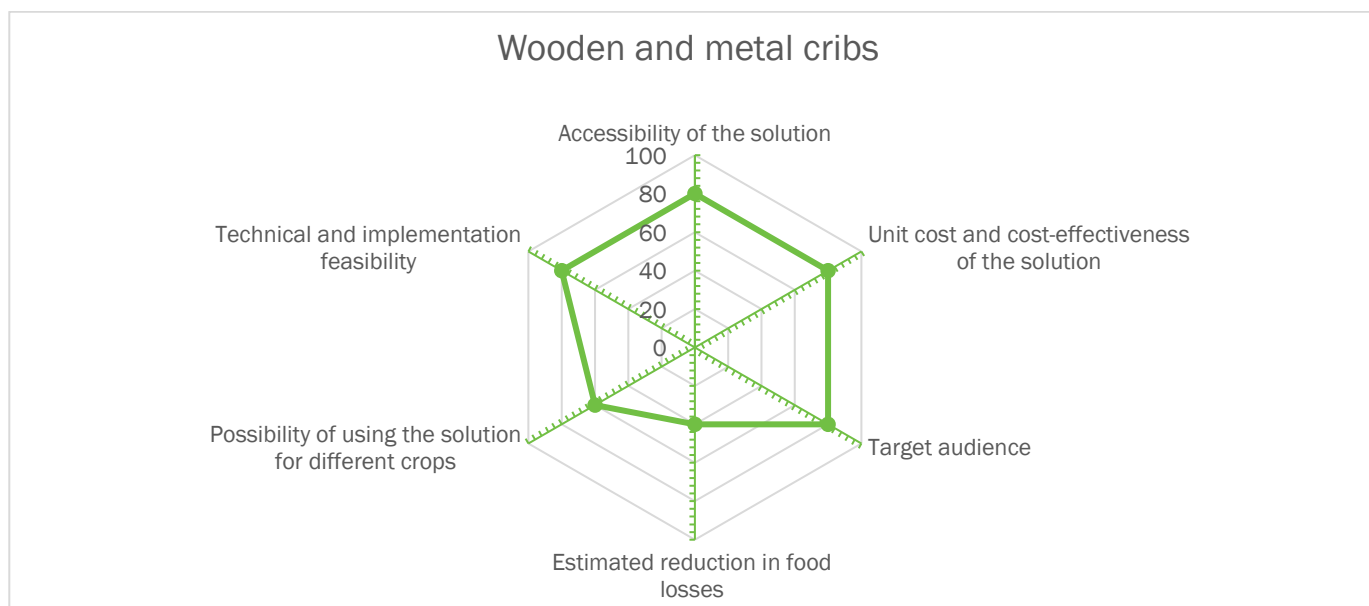 Wooden and metal cribs
Accessibility of the solution
100
80
60
40
20
0
Unit cost and cost-effectiveness
of the solution
Target audience
Estimated reduction in food
losses
Possibility of using the solution
for different crops
Technical and implementation
feasibility